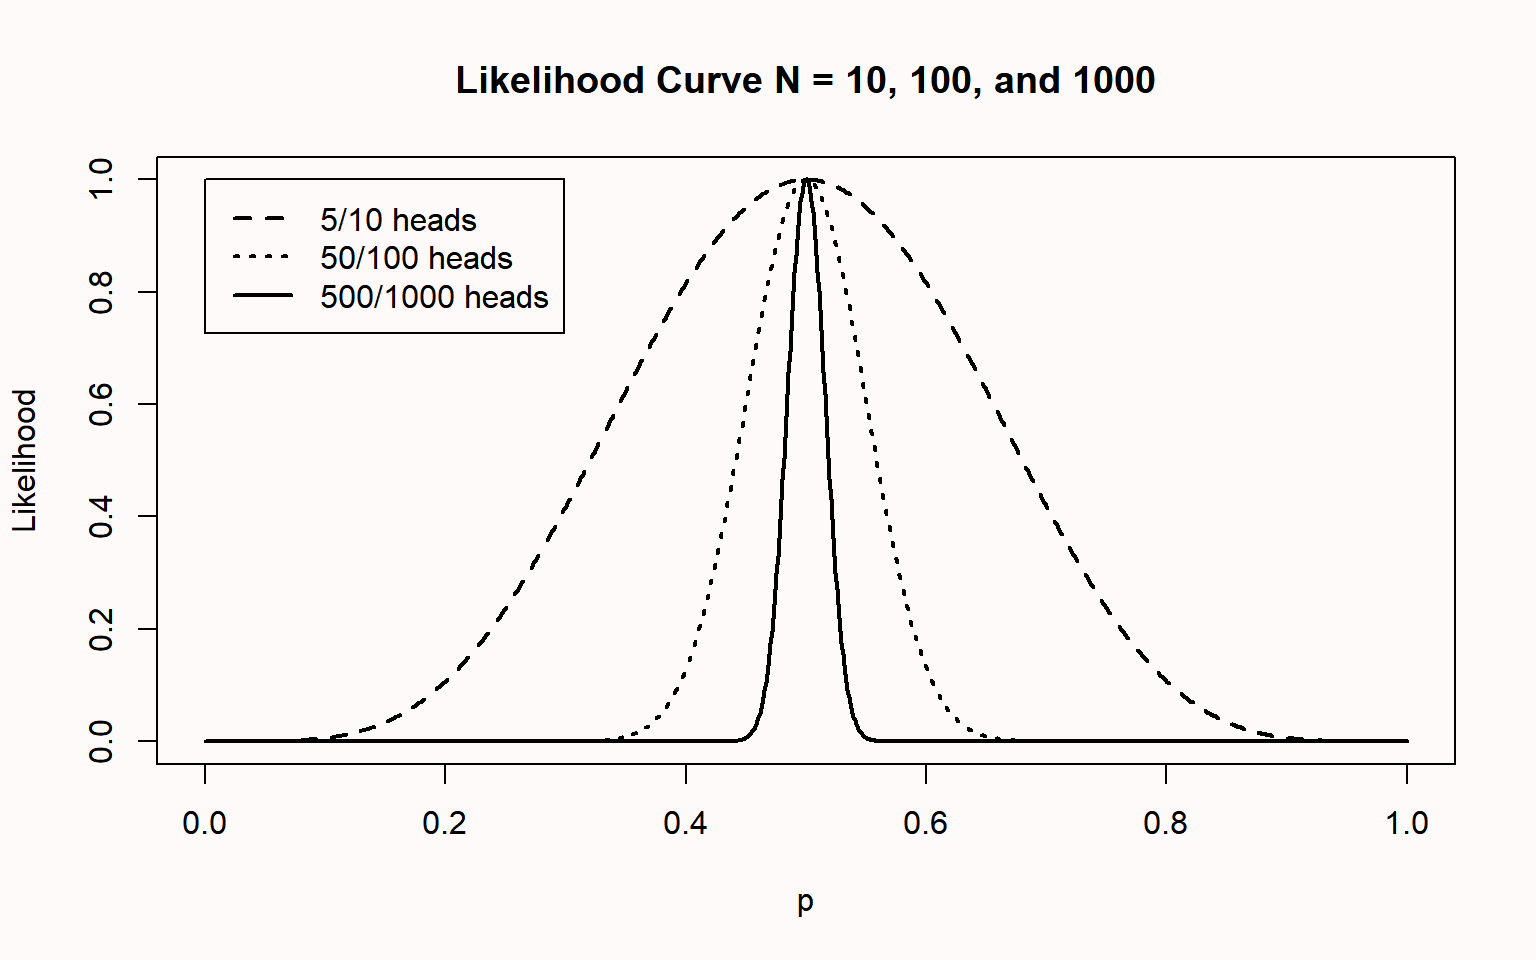 Likelihood Curve N = 10, 100, and 1000
5/10 heads
50/100 heads
500/1000 heads
Likelihood
1.0
0.8
0.6
0.4
0.2
0.0
0.0 0.2 0.4 0.6 0.8 1.0
p